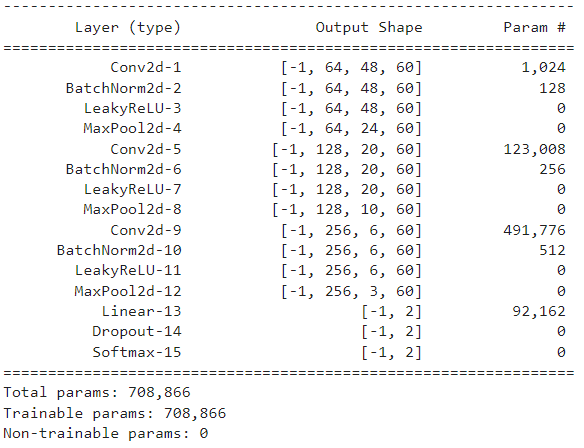 ----------------------------------------------------------------
Layer (type) Output Shape Param #
================================================================
Conv2d-1 [-1, 64, 48, 60] 1,024
BatchNorm2d-2 [-1, 64, 48, 60] 128
LeakyReLU-3 [-1, 64, 48, 60] 0
MaxPool2d-4 [-1, 64, 24, 60] 0
Conv2d-5 [-1, 128, 20, 60] 123,008
BatchNorm2d-6 [-1, 128, 20, 60] 256
LeakyReLU-7 [-1, 128, 20, 60] 0
MaxPool2d-8 [-1, 128, 10, 60] 0
Conv2d-9 [-1, 256, 6, 60] 491,776
BatchNorm2d-10 [-1, 256, 6, 60] 512
LeakyReLU-11 [-1, 256, 6, 60] 0
MaxPool2d-12 [-1, 256, 3, 60] 0
Linear-13 [-1, 2] 92,162
Dropout-14 [-1, 2] 0
Softmax-15 [-1, 2] 0
================================================================
Total params: 708,866
Trainable params: 708,866
Non-trainable params: 0